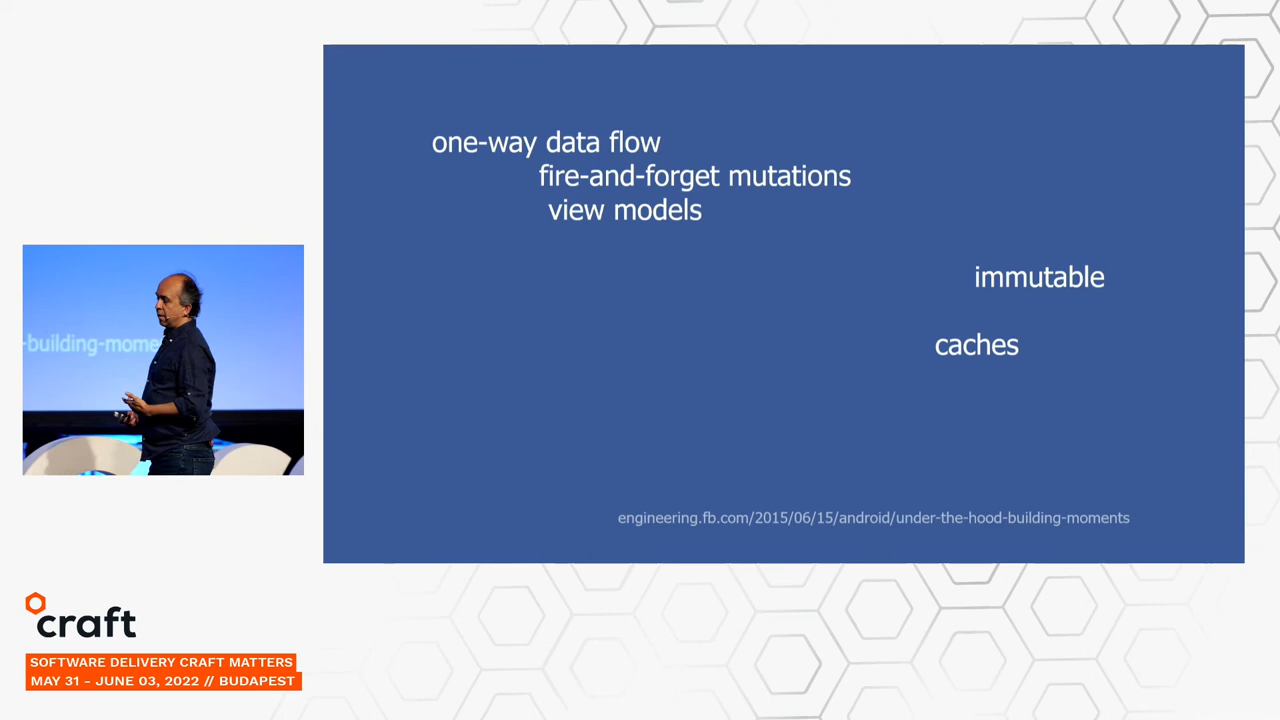 one-way data flow
fire-and-forget mutations
view models
immutable
caches
engineering.fb.com/2015/06/15/android/under-the-hood-building-moments
-building-mome
craft
SOFTWARE DELIVERY CRAFT MATTERS
MAY 31 - JUNE 03, 2022 // BUDAPEST